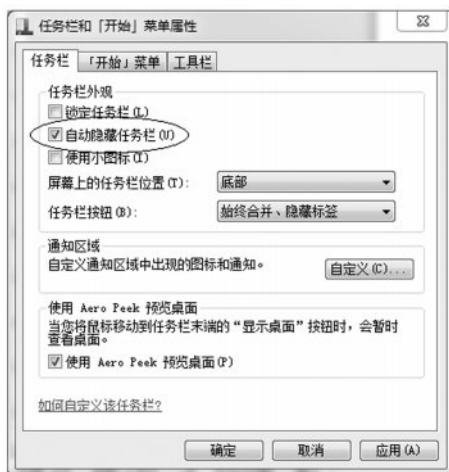 任务栏和「开始」菜单属性
任务栏 「开始」菜单 工具栏
任务栏外观
锁定任务栏(L)
自动隐藏任务栏(U)
使用小图标(I)
屏幕上的任务栏位置(T): 底部
任务栏按钮(B): 始终合并、隐藏标签
通知区域
自定义通知区域中出现的图标和通知。 自定义(C)...
使用 Aero Peek 预览桌面
当您将鼠标移动到任务栏末端的“显示桌面”按钮时，会暂时
查看桌面。
使用 Aero Peek 预览桌面(P)
如何自定义该任务栏?
确定 取消 应用(A)